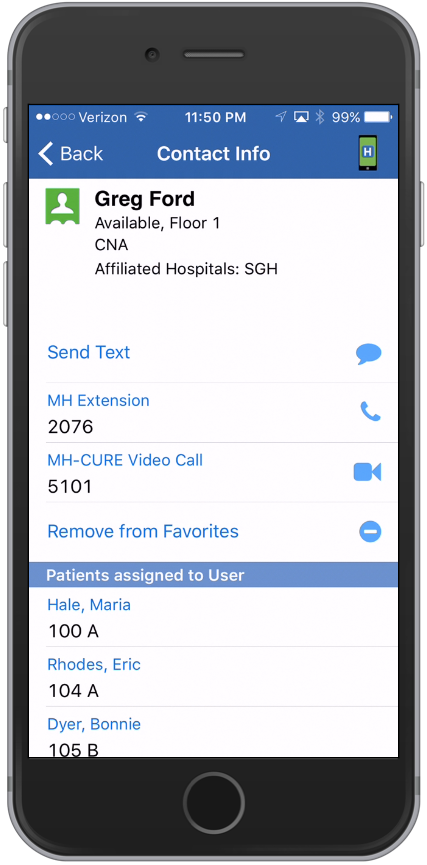 Verizon 11:50 PM 99%
Back Contact Info H
Greg Ford
Available, Floor 1
CNA
Affiliated Hospitals: SGH
Send Text
MH Extension
2076
MH-CURE Video Call
5101
Remove from Favorites
Patients assigned to User
Hale, Maria
100 A
Rhodes, Eric
104 A
Dyer, Bonnie
105 B